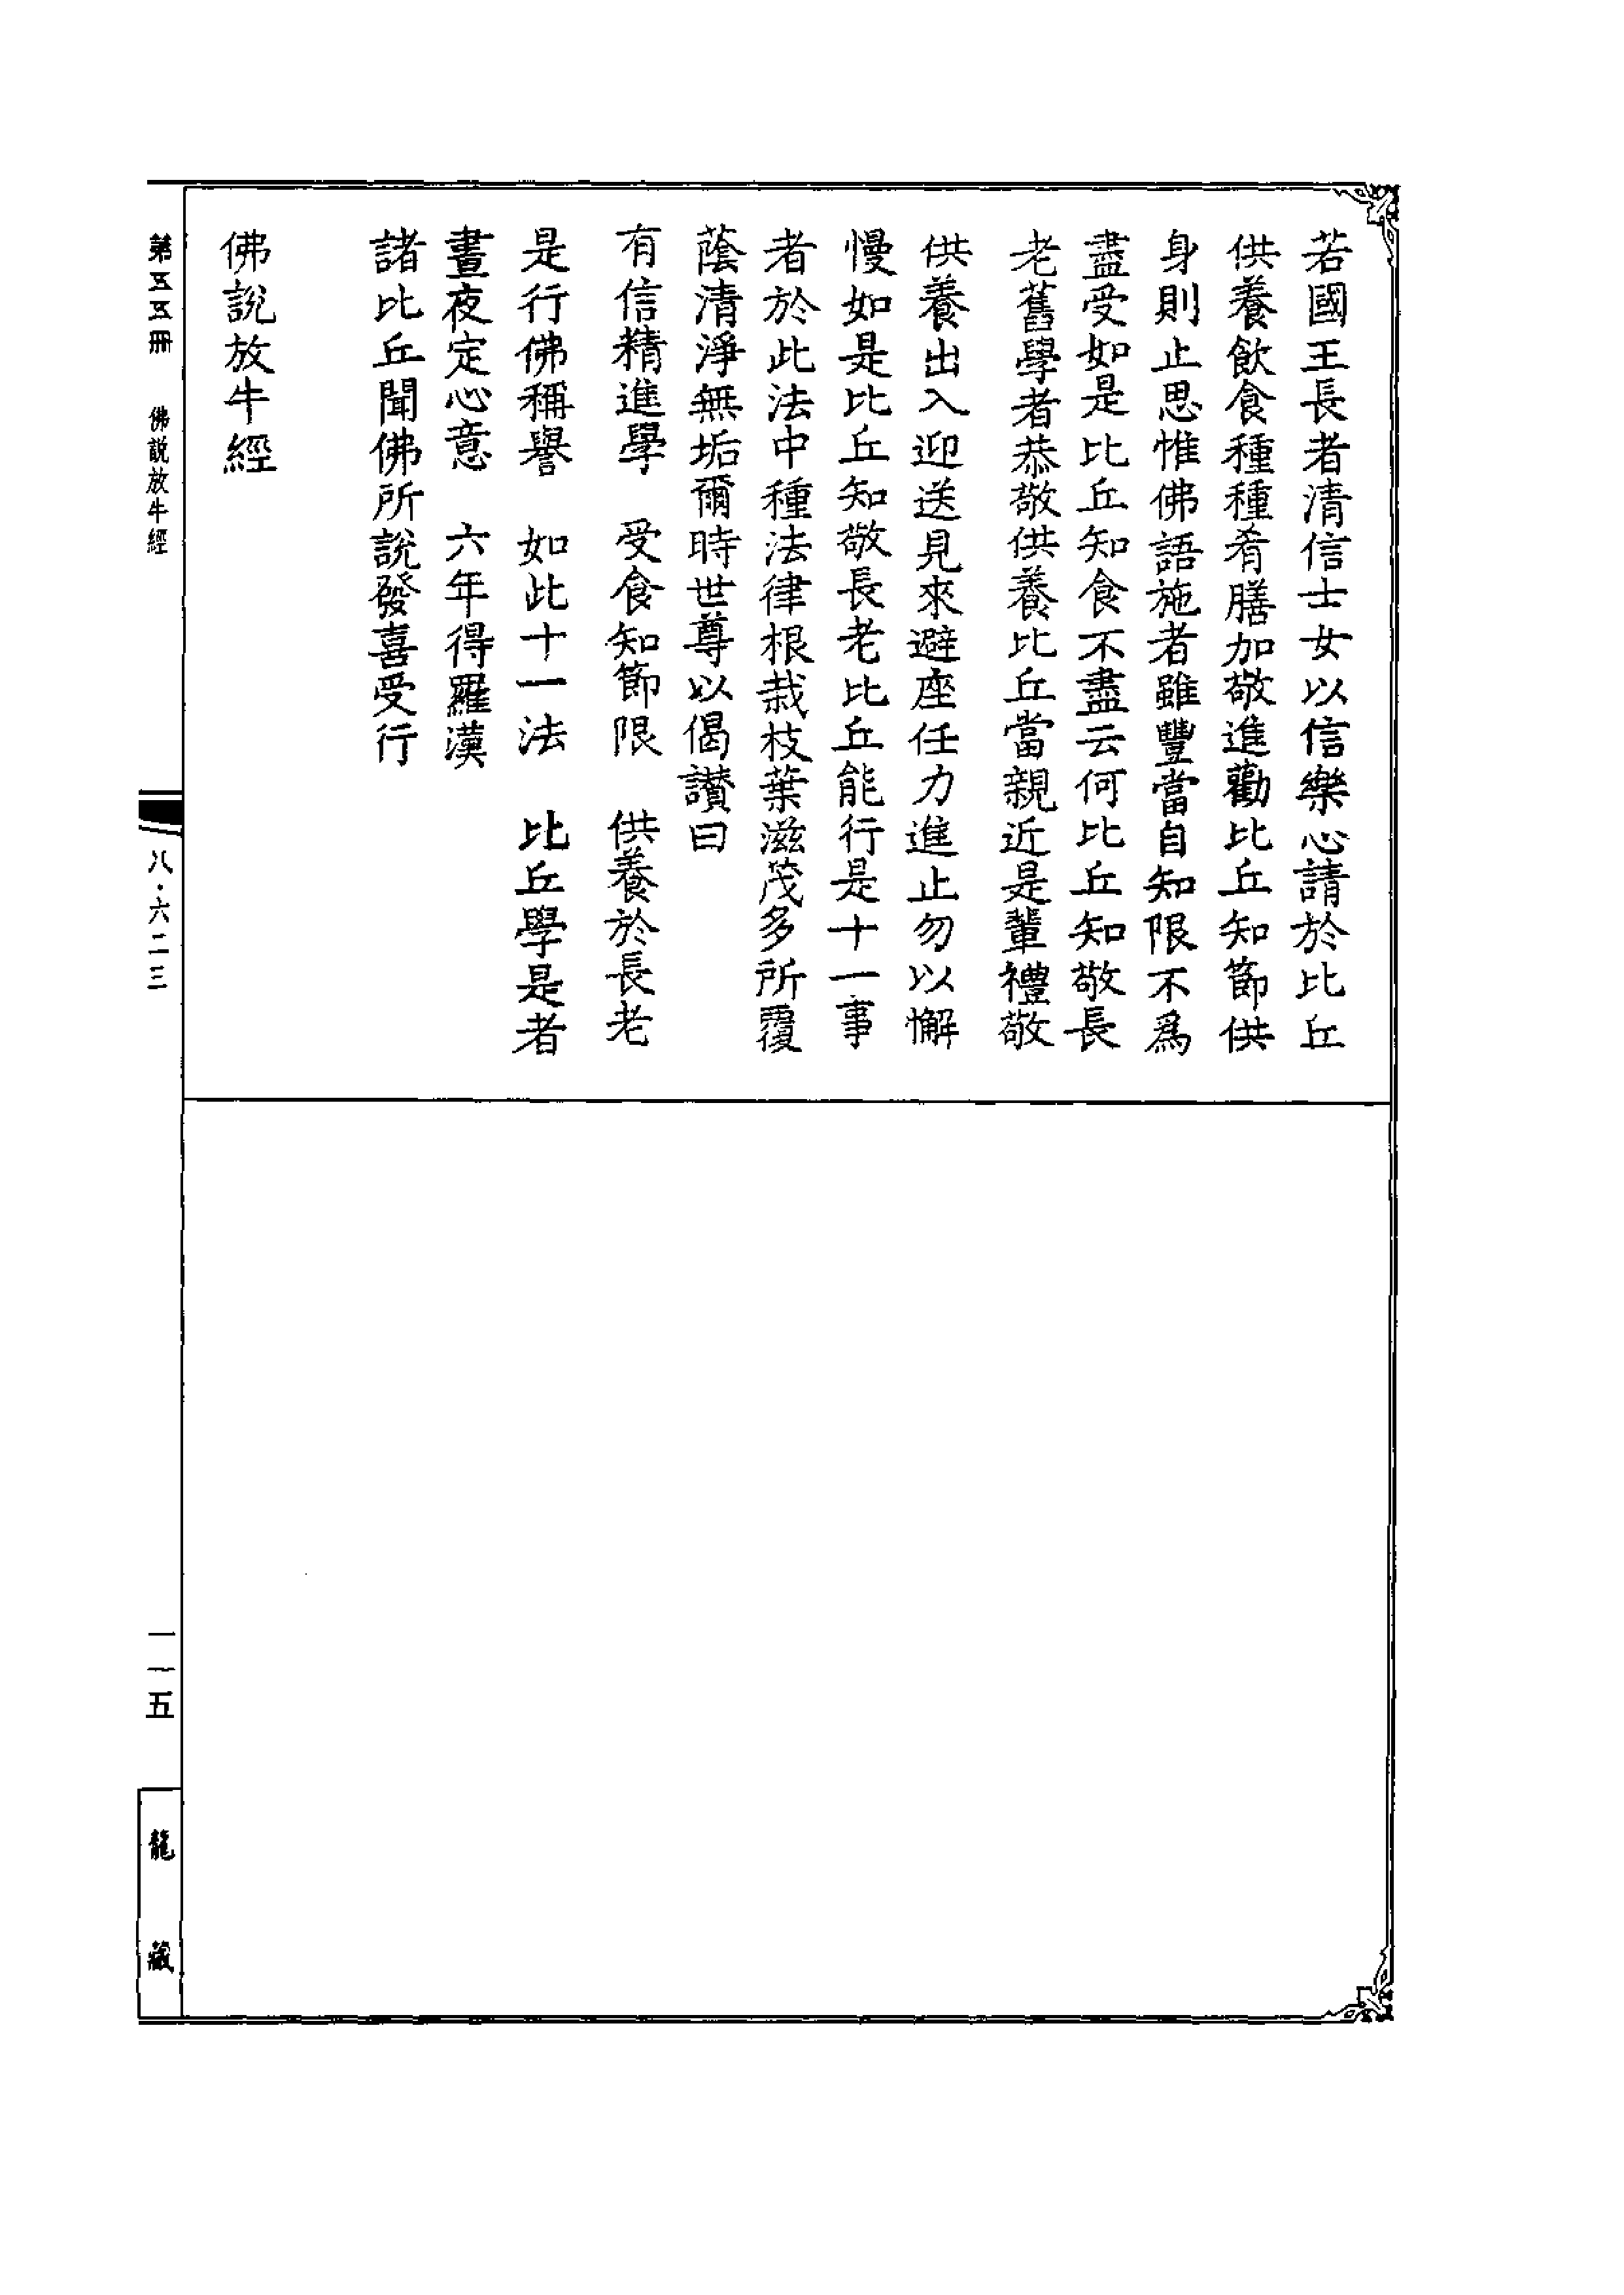 若國王長者清信士女以信樂心請於比丘
供養飲食種種肴膳加敬進勸比丘知節供
身則止思惟佛語施者雖豐當自知限不爲
盡受如是比丘知食不盡云何比丘知敬長
老舊學者恭敬供養比丘當親近是輩禮敬
供養出入迎送見來避座任力進止勿以懈
慢如是比丘知敬長老比丘能行是十一事
者於此法中種法律根栽枝葉滋茂多所覆
蔭清淨無垢爾時世尊以偈讚曰
有信精進學　受食知節限　供養於長老
是行佛稱譽　如此十一法　比丘學是者
晝夜定心意　六年得羅漢
諸比丘聞佛所說發喜受行
佛說放牛經
第五五冊　佛說放牛經
八·六二三
一一五
龍藏